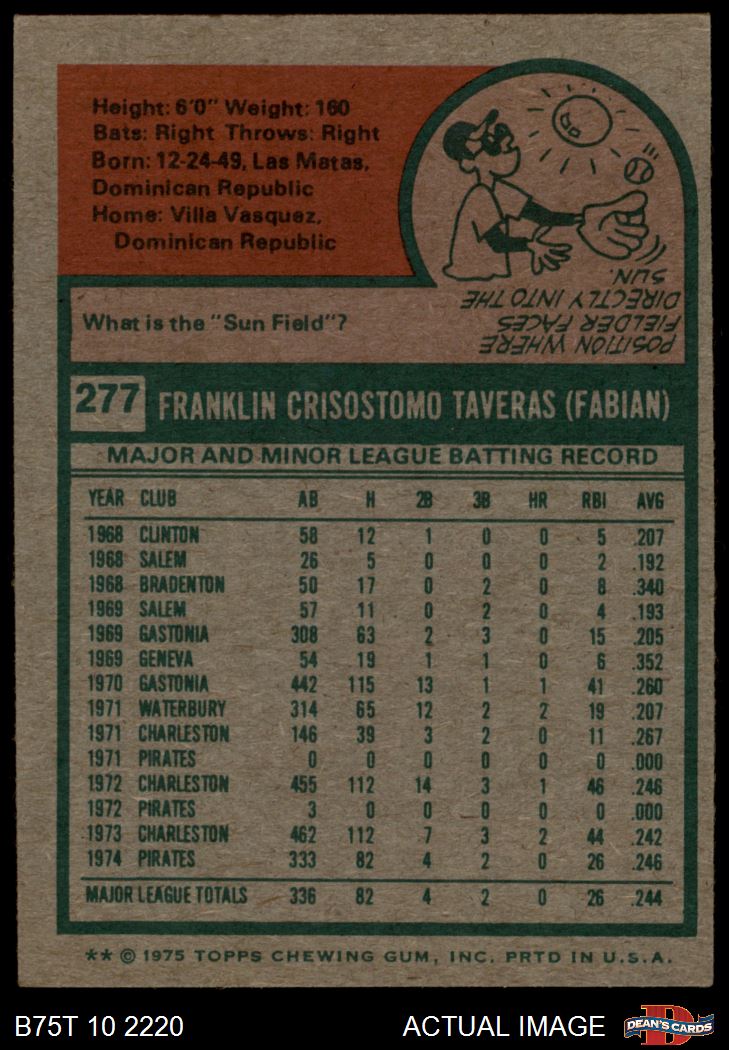 Height: 6'0" Weight: 160
Bats: Right Throws: Right
Born: 12-24-49, Las Matas,
Dominican Republic
Home: Villa Vasquez,
Dominican Republic
What is the "Sun Field"?
POSITION WHERE
FIELDER FACES
DIRECTLY INTO THE
SUN.
277 FRANKLIN CRISOSTOMO TAVERAS (FABIAN)
MAJOR AND MINOR LEAGUE BATTING RECORD
YEAR CLUB AB H 2B 3B HR RBI AVG
1968 CLINTON 58 12 1 0 0 5 .207
1968 SALEM 26 5 0 0 0 2 .192
1968 BRADENTON 50 17 0 2 0 8 .340
1969 SALEM 57 11 0 2 0 4 .193
1969 GASTONIA 308 63 2 3 0 15 .205
1969 GENEVA 54 19 1 1 0 6 .352
1970 GASTONIA 442 115 13 1 1 41 .260
1971 WATERBURY 314 65 12 2 2 19 .207
1971 CHARLESTON 146 39 3 2 0 11 .267
1971 PIRATES 0 0 0 0 0 0 .000
1972 CHARLESTON 455 112 14 3 1 46 .246
1972 PIRATES 3 0 0 0 0 0 .000
1973 CHARLESTON 462 112 7 3 2 44 .242
1974 PIRATES 333 82 4 2 0 26 .246
MAJOR LEAGUE TOTALS 336 82 4 2 0 26 .244
** © 1975 TOPPS CHEWING GUM, INC. PRTD IN U.S.A.
B75T 10 2220 ACTUAL IMAGE D DEAN'S CARDS